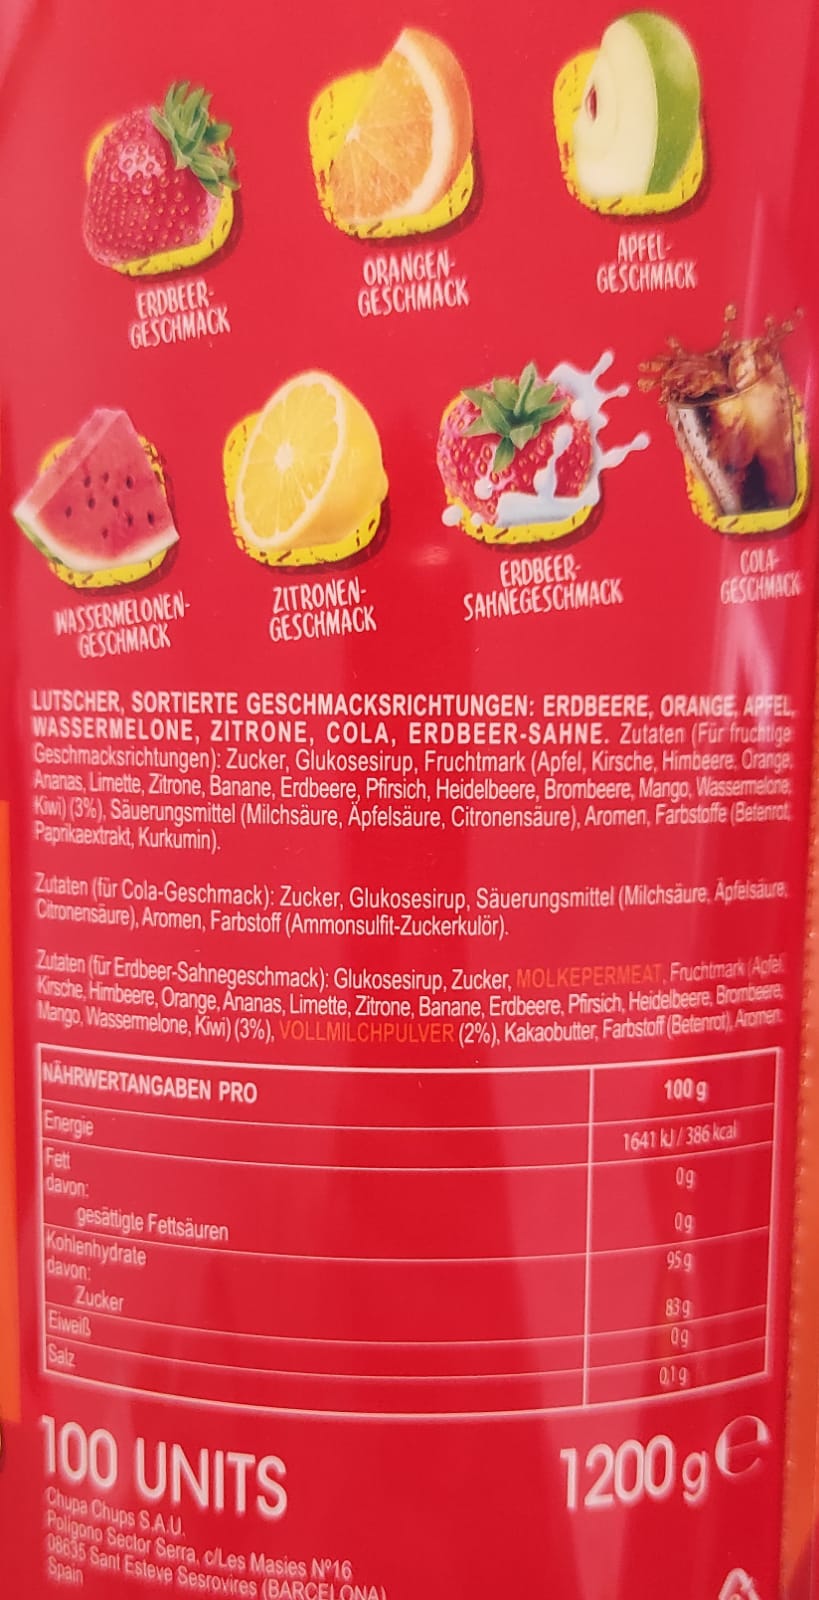 ERDBEER-
GESCHMACK
ORANGEN-
GESCHMACK
APFEL-
GESCHMACK
WASSERMELONEN-
GESCHMACK
ZITRONEN-
GESCHMACK
ERDBEER-
SAHNEGESCHMACK
COLA-
GESCHMACK
LUTSCHER, SORTIERTE GESCHMACKSRICHTUNGEN: ERDBEERE, ORANGE, APFEL,
WASSERMELONE, ZITRONE, COLA, ERDBEER-SAHNE. Zutaten (Für fruchtige
Geschmacksrichtungen): Zucker, Glukosesirup, Fruchtmark (Apfel, Kirsche, Himbeere, Orange,
Ananas, Limette, Zitrone, Banane, Erdbeere, Pfirsich, Heidelbeere, Brombeere, Mango, Wassermelone,
Kiwi) (3%), Säuerungsmittel (Milchsäure, Äpfelsäure, Citronensäure), Aromen, Farbstoffe (Betenrot,
Paprikaextrakt, Kurkumin).
Zutaten (für Cola-Geschmack): Zucker, Glukosesirup, Säuerungsmittel (Milchsäure, Äpfelsäure,
Citronensäure), Aromen, Farbstoff (Ammonsulfit-Zuckerkulör).
Zutaten (für Erdbeer-Sahnegeschmack): Glukosesirup, Zucker, MOLKEPERMEAT, Fruchtmark (Apfel,
Kirsche, Himbeere, Orange, Ananas, Limette, Zitrone, Banane, Erdbeere, Pfirsich, Heidelbeere, Brombeere,
Mango, Wassermelone, Kiwi) (3%), VOLLMILCHPULVER (2%), Kakaobutter, Farbstoff (Betenrot), Aromen.
NÄHRWERTANGABEN PRO 100 g
Energie 1641 kJ / 386 kcal
Fett 0 g
davon:
gesättigte Fettsäuren 0 g
Kohlenhydrate 95 g
davon:
Zucker 83 g
Eiweiß 0 g
Salz 0,1 g
100 UNITS 1200 g e
Chupa Chups S.A.U.
Polígono Sector Serra, c/Les Masies Nº16
08635 Sant Esteve Sesrovires (BARCELONA)
Spain